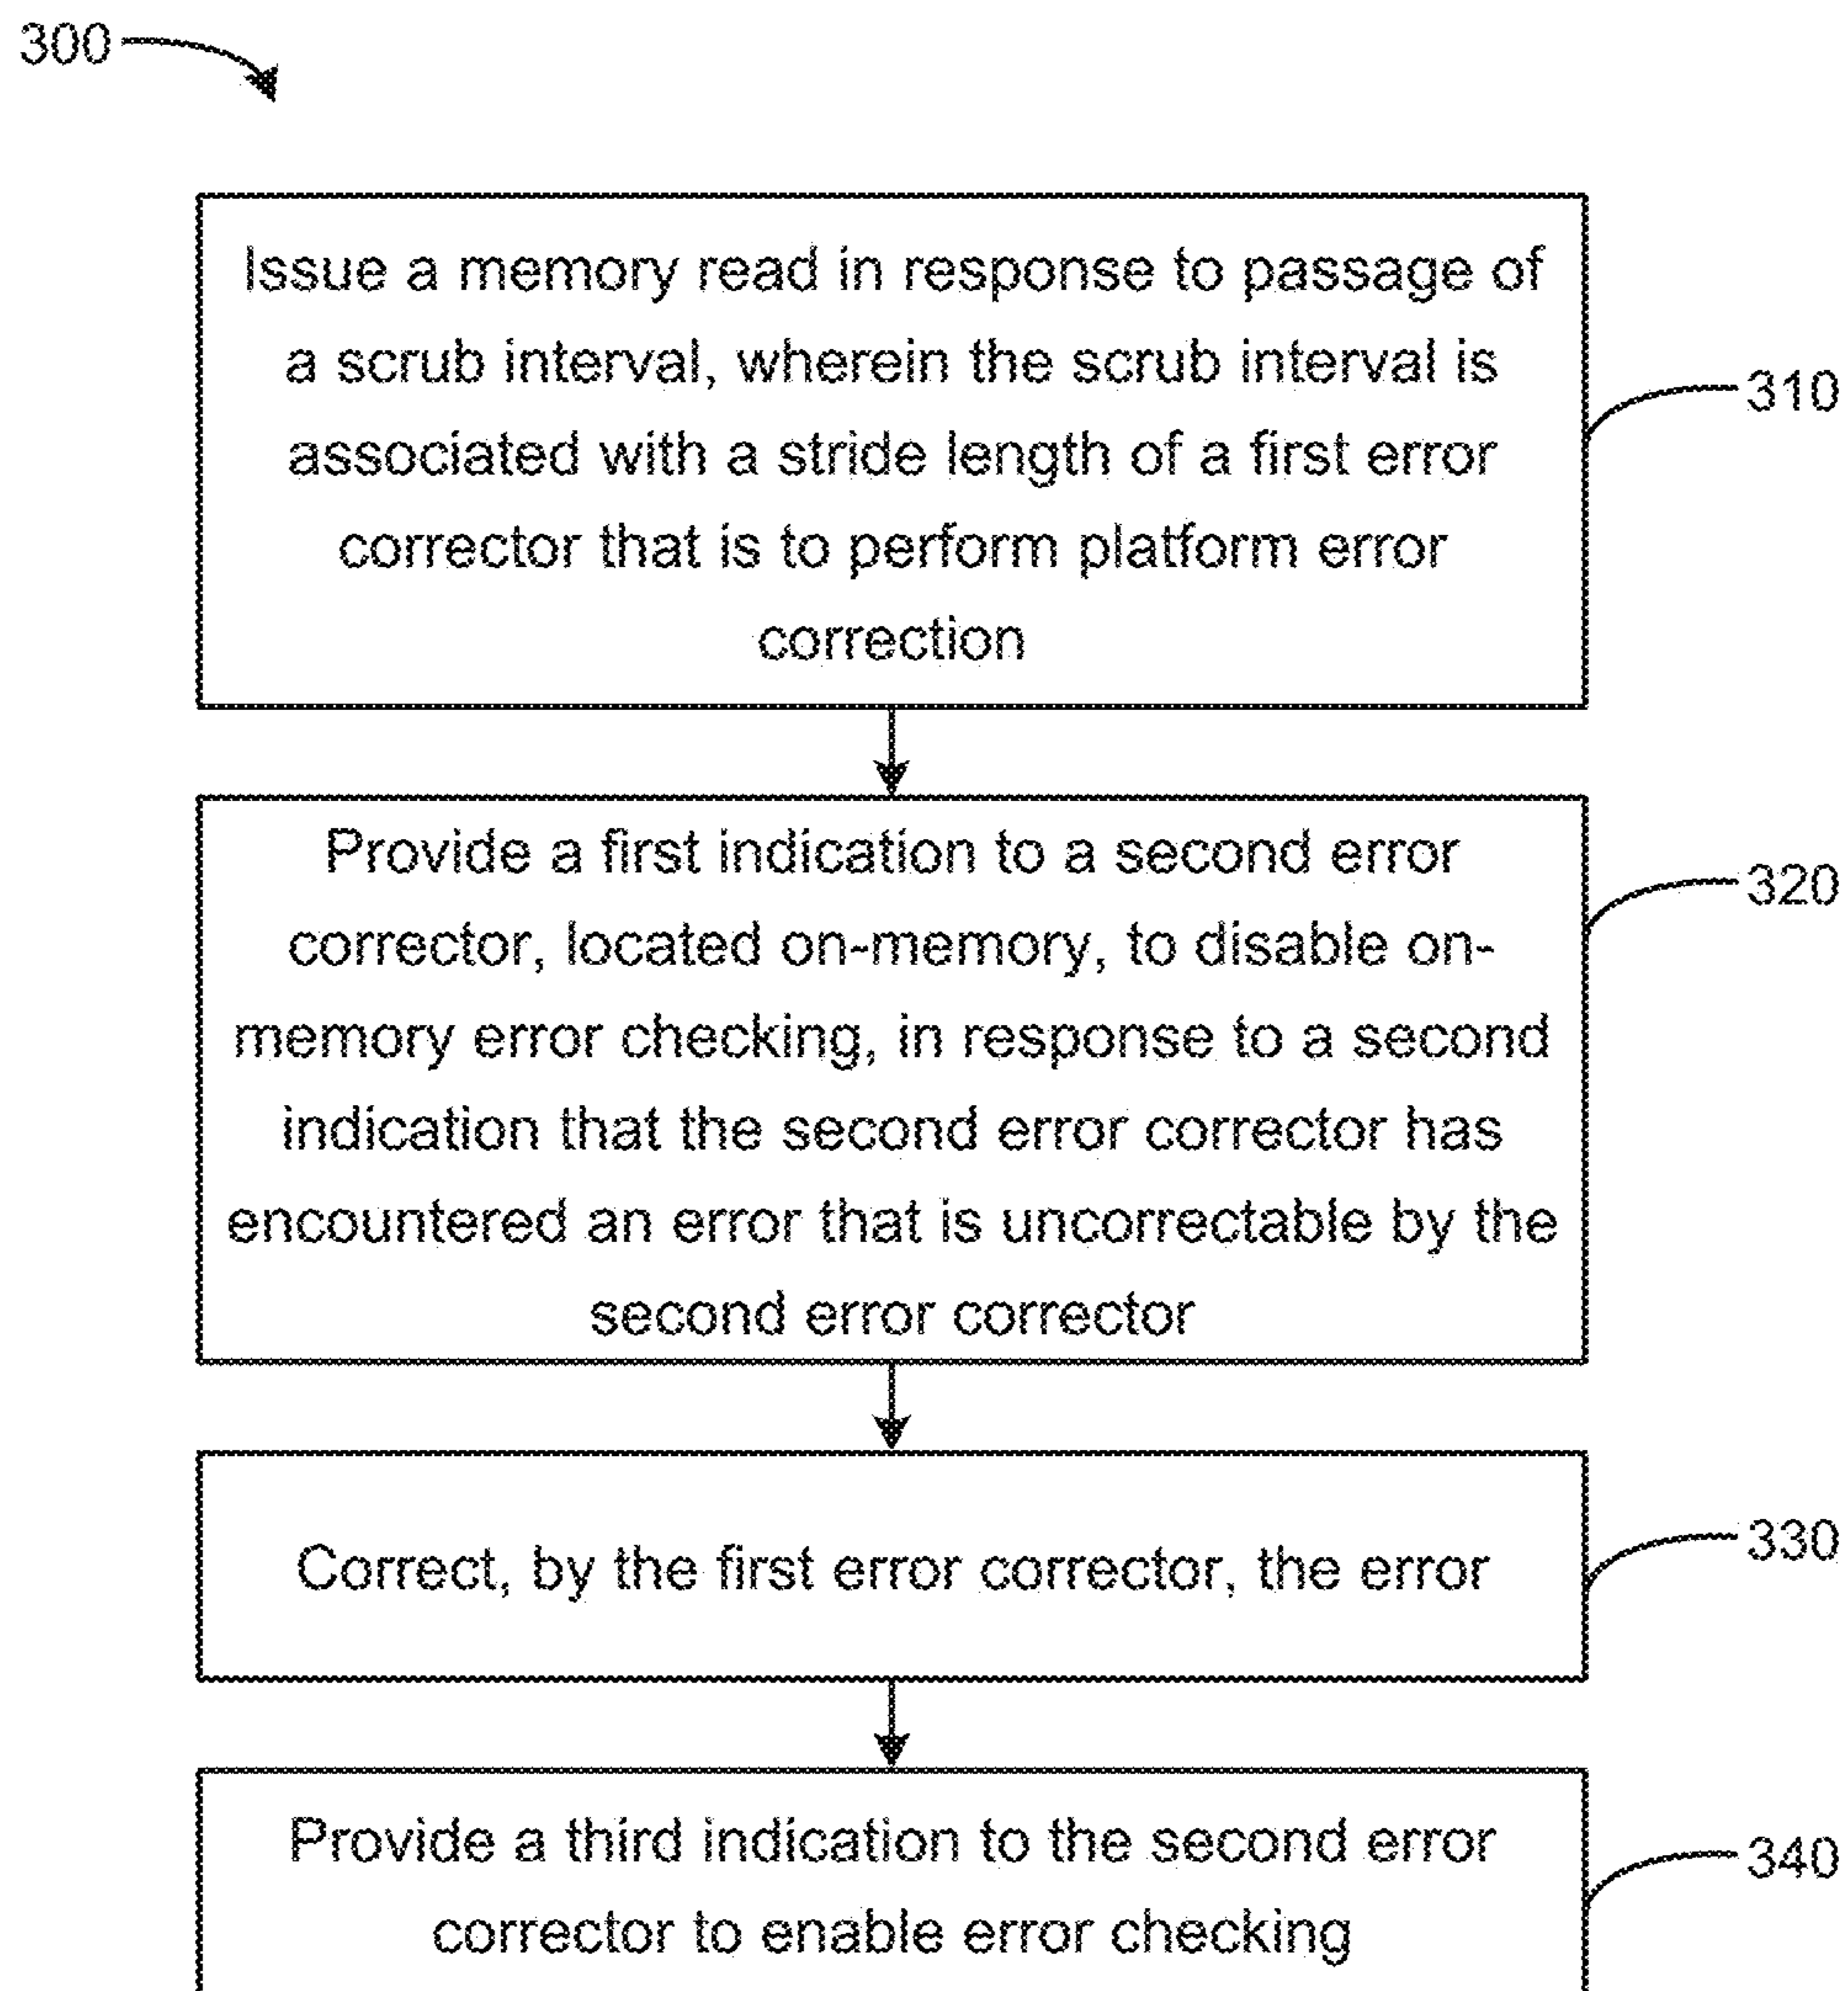 300
Issue a memory read in response to passage of
a scrub interval, wherein the scrub interval is
associated with a stride length of a first error
corrector that is to perform platform error
correction
310
Provide a first indication to a second error
corrector, located on-memory, to disable on-
memory error checking, in response to a second
indication that the second error corrector has
encountered an error that is uncorrectable by the
second error corrector
320
Correct, by the first error corrector, the error
330
Provide a third indication to the second error
corrector to enable error checking
340